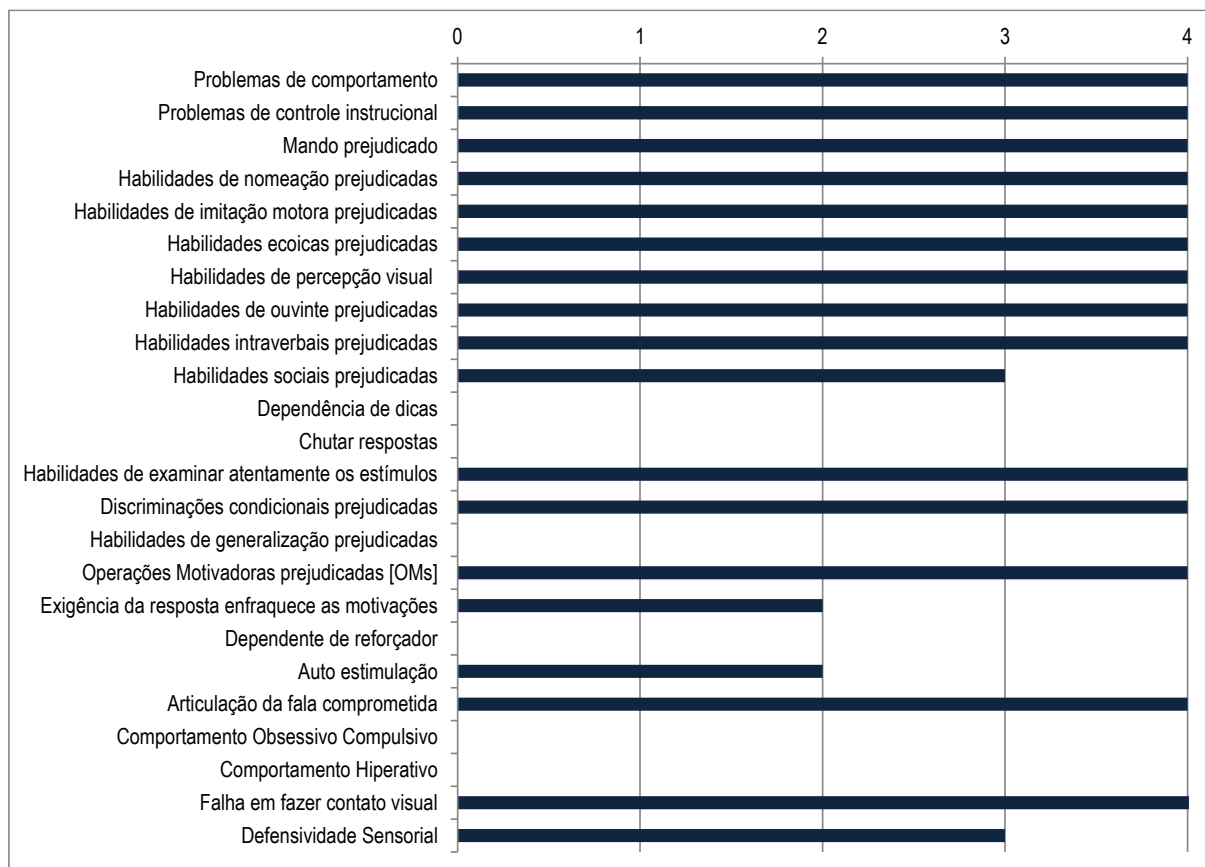 0 1 2 3 4
Problemas de comportamento
Problemas de controle instrucional
Mando prejudicado
Habilidades de nomeação prejudicadas
Habilidades de imitação motora prejudicadas
Habilidades ecoicas prejudicadas
Habilidades de percepção visual
Habilidades de ouvinte prejudicadas
Habilidades intraverbais prejudicadas
Habilidades sociais prejudicadas
Dependência de dicas
Chutar respostas
Habilidades de examinar atentamente os estímulos
Discriminações condicionais prejudicadas
Habilidades de generalização prejudicadas
Operações Motivadoras prejudicadas [OMs]
Exigência da resposta enfraquece as motivações
Dependente de reforçador
Auto estimulação
Articulação da fala comprometida
Comportamento Obsessivo Compulsivo
Comportamento Hiperativo
Falha em fazer contato visual
Defensividade Sensorial